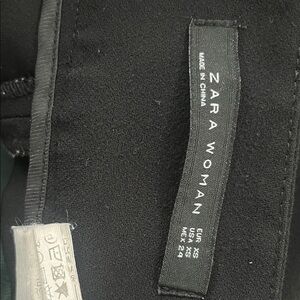 ZARA WOMAN
MADE IN CHINA
EUR XS
USA XS
MEX 24